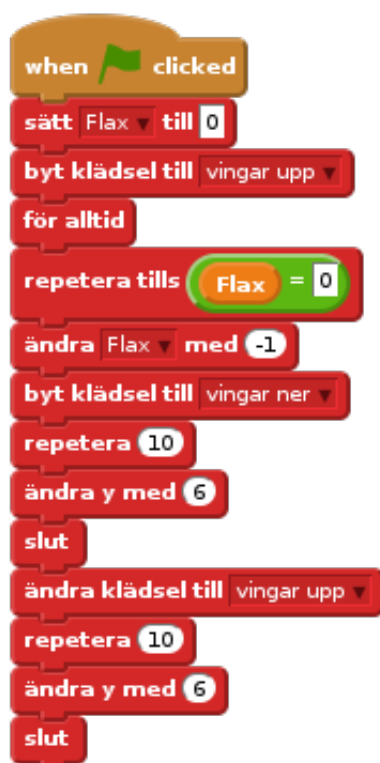 when clicked
sätt Flax till 0
byt klädsel till vingar upp
för alltid
repetera tills Flax = 0
ändra Flax med -1
byt klädsel till vingar ner
repetera 10
ändra y med 6
slut
ändra klädsel till vingar upp
repetera 10
ändra y med 6
slut